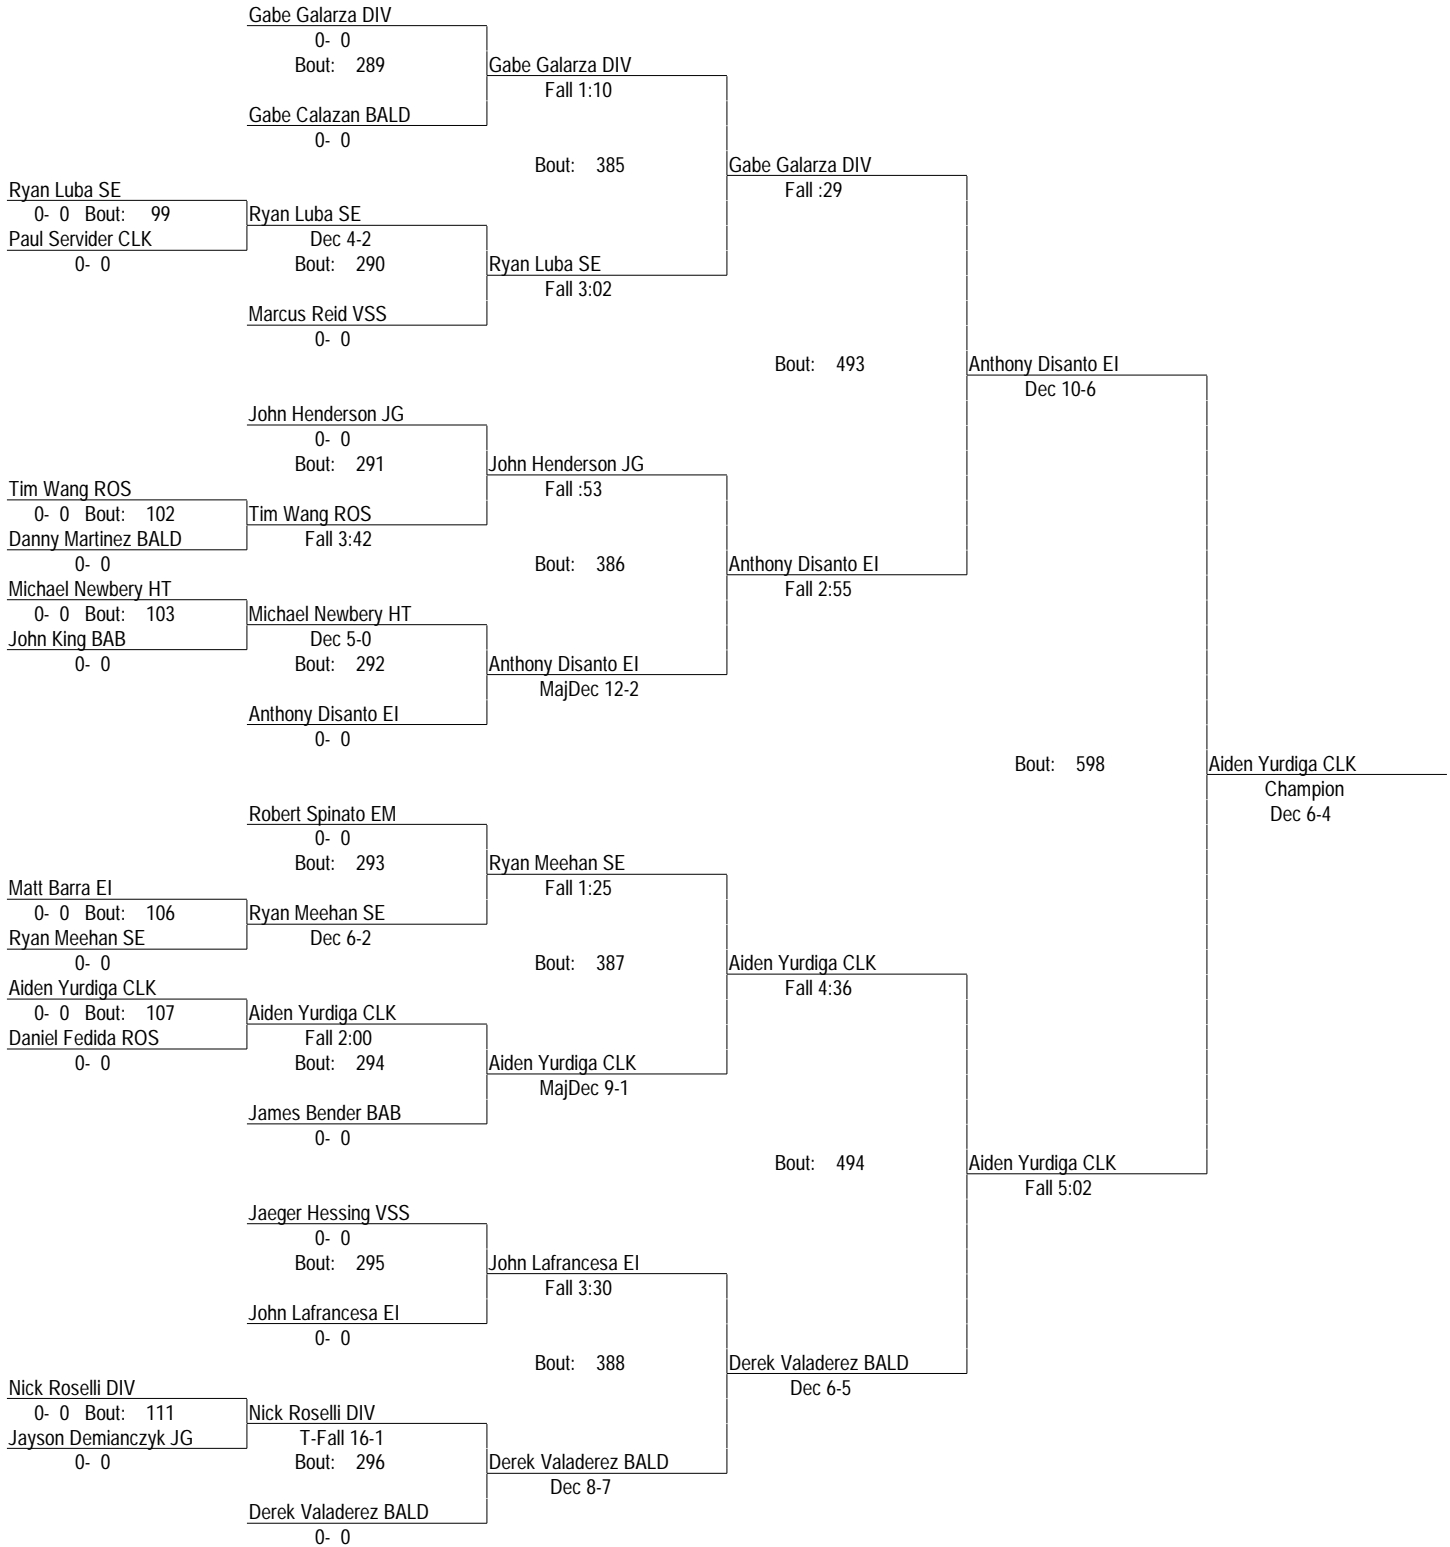 Gabe Galarza DIV
0- 0
Bout: 289
Gabe Galarza DIV
Fall 1:10
Gabe Calazan BALD
0- 0
Bout: 385
Gabe Galarza DIV
Fall :29
Ryan Luba SE
0- 0 Bout: 99
Ryan Luba SE
Paul Servider CLK
Dec 4-2
0- 0
Bout: 290
Ryan Luba SE
Fall 3:02
Marcus Reid VSS
0- 0
Bout: 493
Anthony Disanto EI
Dec 10-6
John Henderson JG
0- 0
Bout: 291
John Henderson JG
Fall :53
Tim Wang ROS
0- 0 Bout: 102
Tim Wang ROS
Danny Martinez BALD
Fall 3:42
0- 0
Bout: 386
Anthony Disanto EI
Fall 2:55
Michael Newbery HT
0- 0 Bout: 103
Michael Newbery HT
John King BAB
Dec 5-0
0- 0
Bout: 292
Anthony Disanto EI
MajDec 12-2
Anthony Disanto EI
0- 0
Bout: 598
Aiden Yurdiga CLK
Champion
Dec 6-4
Robert Spinato EM
0- 0
Bout: 293
Ryan Meehan SE
Fall 1:25
Matt Barra EI
0- 0 Bout: 106
Ryan Meehan SE
Ryan Meehan SE
Dec 6-2
0- 0
Bout: 387
Aiden Yurdiga CLK
Fall 4:36
Aiden Yurdiga CLK
0- 0 Bout: 107
Aiden Yurdiga CLK
Daniel Fedida ROS
Fall 2:00
0- 0
Bout: 294
Aiden Yurdiga CLK
MajDec 9-1
James Bender BAB
0- 0
Bout: 494
Aiden Yurdiga CLK
Fall 5:02
Jaeger Hessing VSS
0- 0
Bout: 295
John Lafrancesa EI
Fall 3:30
John Lafrancesa EI
0- 0
Bout: 388
Derek Valaderez BALD
Dec 6-5
Nick Roselli DIV
0- 0 Bout: 111
Nick Roselli DIV
Jayson Demianczyk JG
T-Fall 16-1
0- 0
Bout: 296
Derek Valaderez BALD
Dec 8-7
Derek Valaderez BALD
0- 0